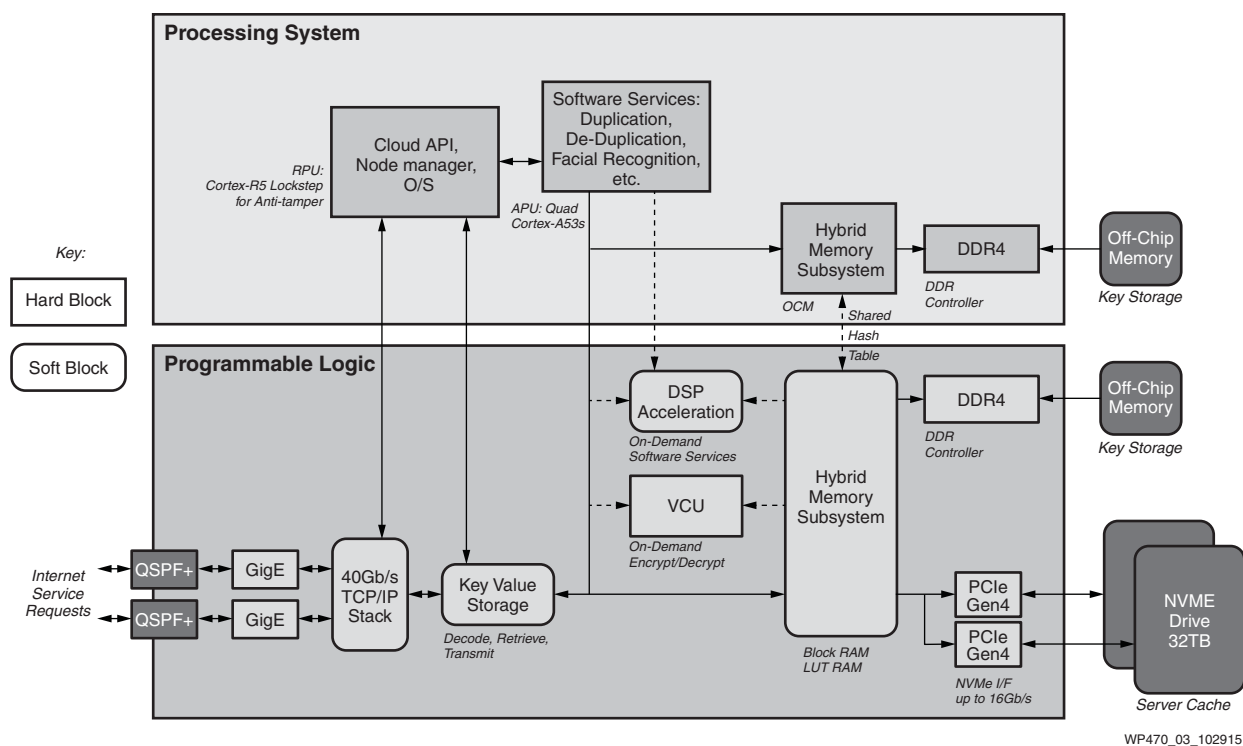 Processing System
Software Services:
Duplication,
De-Duplication,
Facial Recognition,
etc.
Cloud API,
Node manager,
O/S
RPU:
Cortex-R5 Lockstep
for Anti-tamper
APU: Quad
Cortex-A53s
Hybrid
Memory
Subsystem
OCM
DDR4
DDR
Controller
Off-Chip
Memory
Key Storage
Shared
Hash
Table
Key:
Hard Block
Soft Block
Programmable Logic
DSP
Acceleration
On-Demand
Software Services
VCU
On-Demand
Encrypt/Decrypt
Hybrid
Memory
Subsystem
Block RAM
LUT RAM
DDR4
DDR
Controller
Off-Chip
Memory
Key Storage
Internet
Service
Requests
QSPF+
GigE
QSPF+
GigE
40Gb/s
TCP/IP
Stack
Key Value
Storage
Decode, Retrieve,
Transmit
PCIe
Gen4
PCIe
Gen4
NVMe I/F
up to 16Gb/s
NVME
Drive
32TB
Server Cache
WP470_03_102915